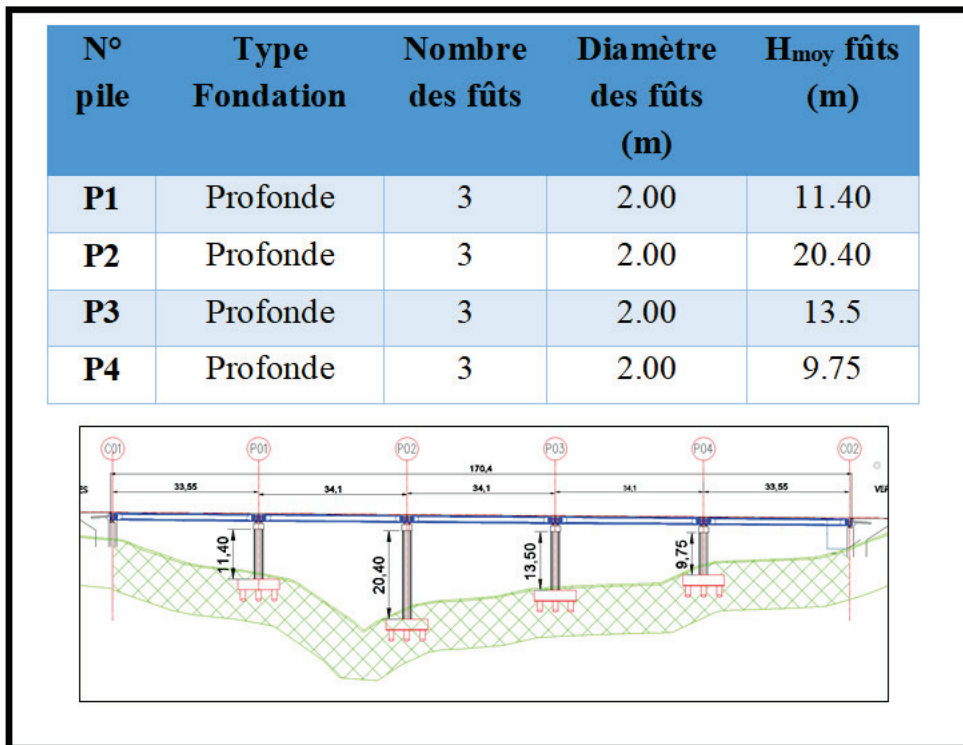 N° pile Type Fondation Nombre des fûts Diamètre des fûts (m) Hmoy fûts (m)
P1 Profonde 3 2.00 11.40
P2 Profonde 3 2.00 20.40
P3 Profonde 3 2.00 13.5
P4 Profonde 3 2.00 9.75
C01 P01 P02 P03 P04 C02
170,4
33,55 34,1 34,1 34,1 33,55
11,40 20,40 13,50 9,75